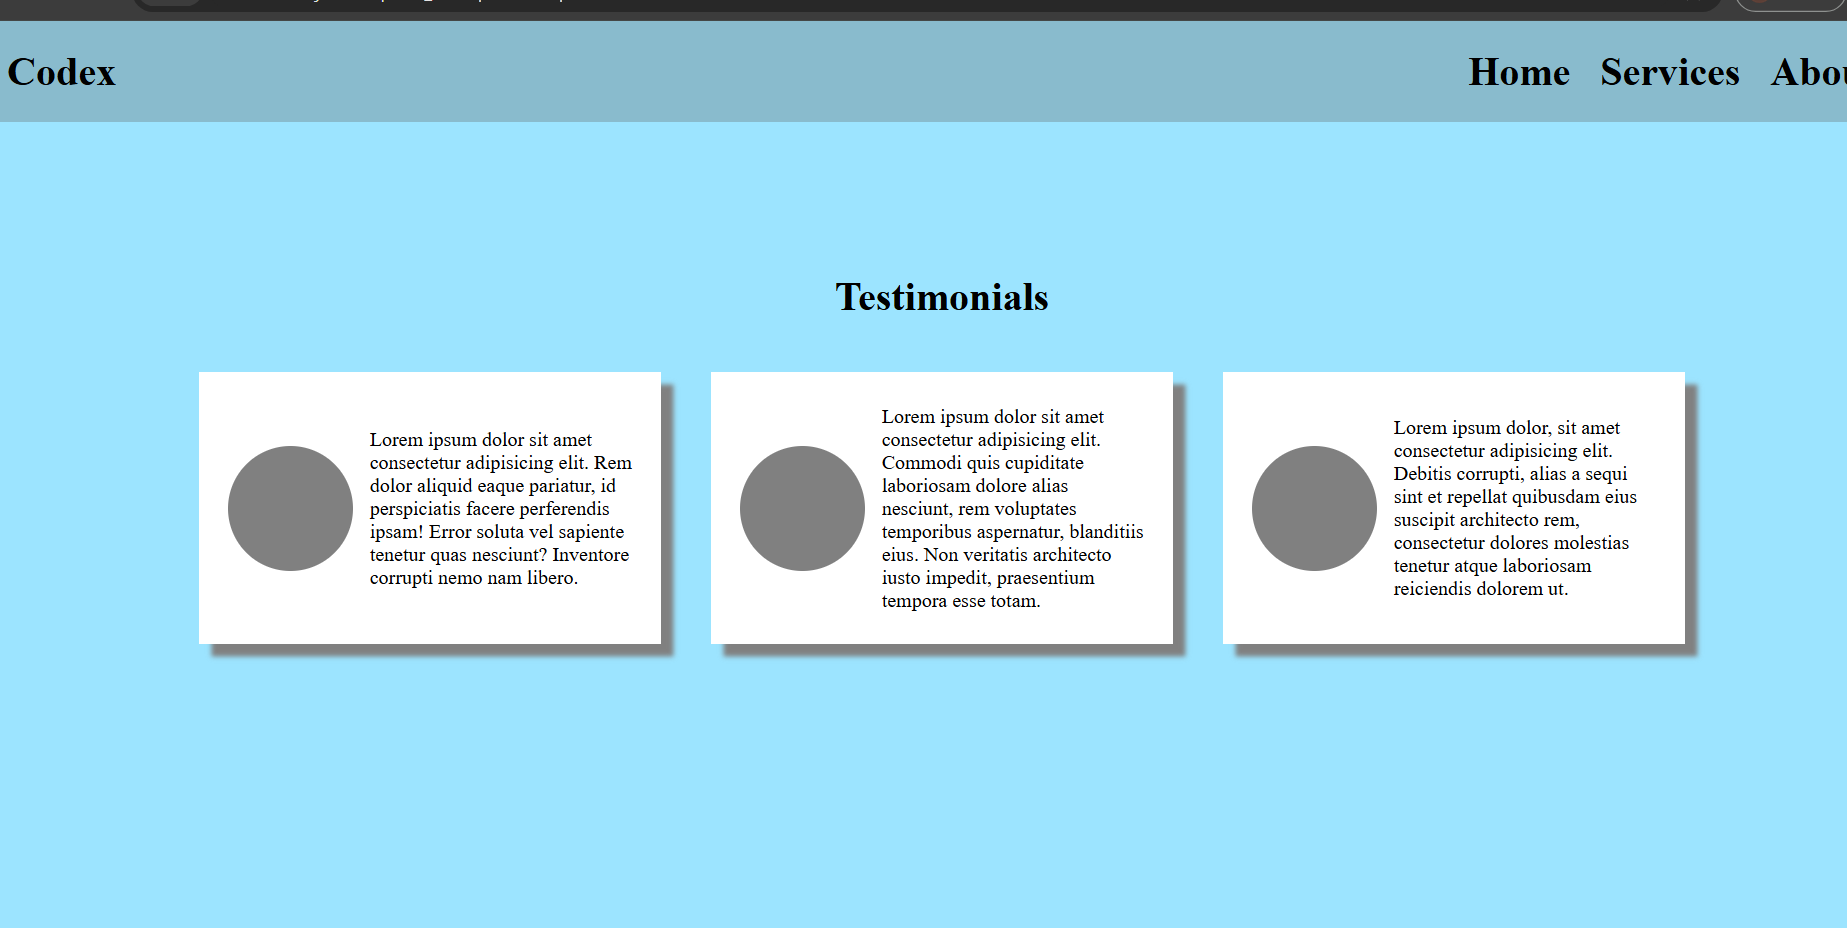 Codex
Home Services Abou
Testimonials
Lorem ipsum dolor sit amet
consectetur adipisicing elit. Rem
dolor aliquid eaque pariatur, id
perspiciatis facere perferendis
ipsam! Error soluta vel sapiente
tenetur quas nesciunt? Inventore
corrupti nemo nam libero.
Lorem ipsum dolor sit amet
consectetur adipisicing elit.
Commodi quis cupiditate
laboriosam dolore alias
nesciunt, rem voluptates
temporibus aspernatur, blanditiis
eius. Non veritatis architecto
iusto impedit, praesentium
tempora esse totam.
Lorem ipsum dolor, sit amet
consectetur adipisicing elit.
Debitis corrupti, alias a sequi
sint et repellat quibusdam eius
suscipit architecto rem,
consectetur dolores molestias
tenetur atque laboriosam
reiciendis dolorem ut.